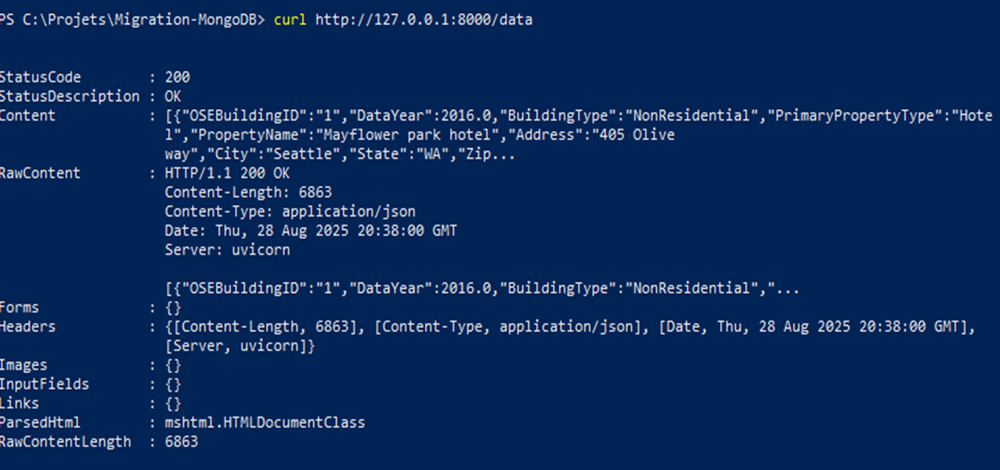 PS C:\Projets\Migration-MongoDB> curl http://127.0.0.1:8000/data
StatusCode : 200
StatusDescription : OK
Content : [{"OSEBuildingID":"1","DataYear":2016.0,"BuildingType":"NonResidential","PrimaryPropertyType":"Hote
l","PropertyName":"Mayflower park hotel","Address":"405 Olive
way","City":"Seattle","State":"WA","Zip...
RawContent : HTTP/1.1 200 OK
Content-Length: 6863
Content-Type: application/json
Date: Thu, 28 Aug 2025 20:38:00 GMT
Server: uvicorn
[{"OSEBuildingID":"1","DataYear":2016.0,"BuildingType":"NonResidential","...
Forms : {}
Headers : {[Content-Length, 6863], [Content-Type, application/json], [Date, Thu, 28 Aug 2025 20:38:00 GMT],
[Server, uvicorn]}
Images : {}
InputFields : {}
Links : {}
ParsedHtml : mshtml.HTMLDocumentClass
RawContentLength : 6863